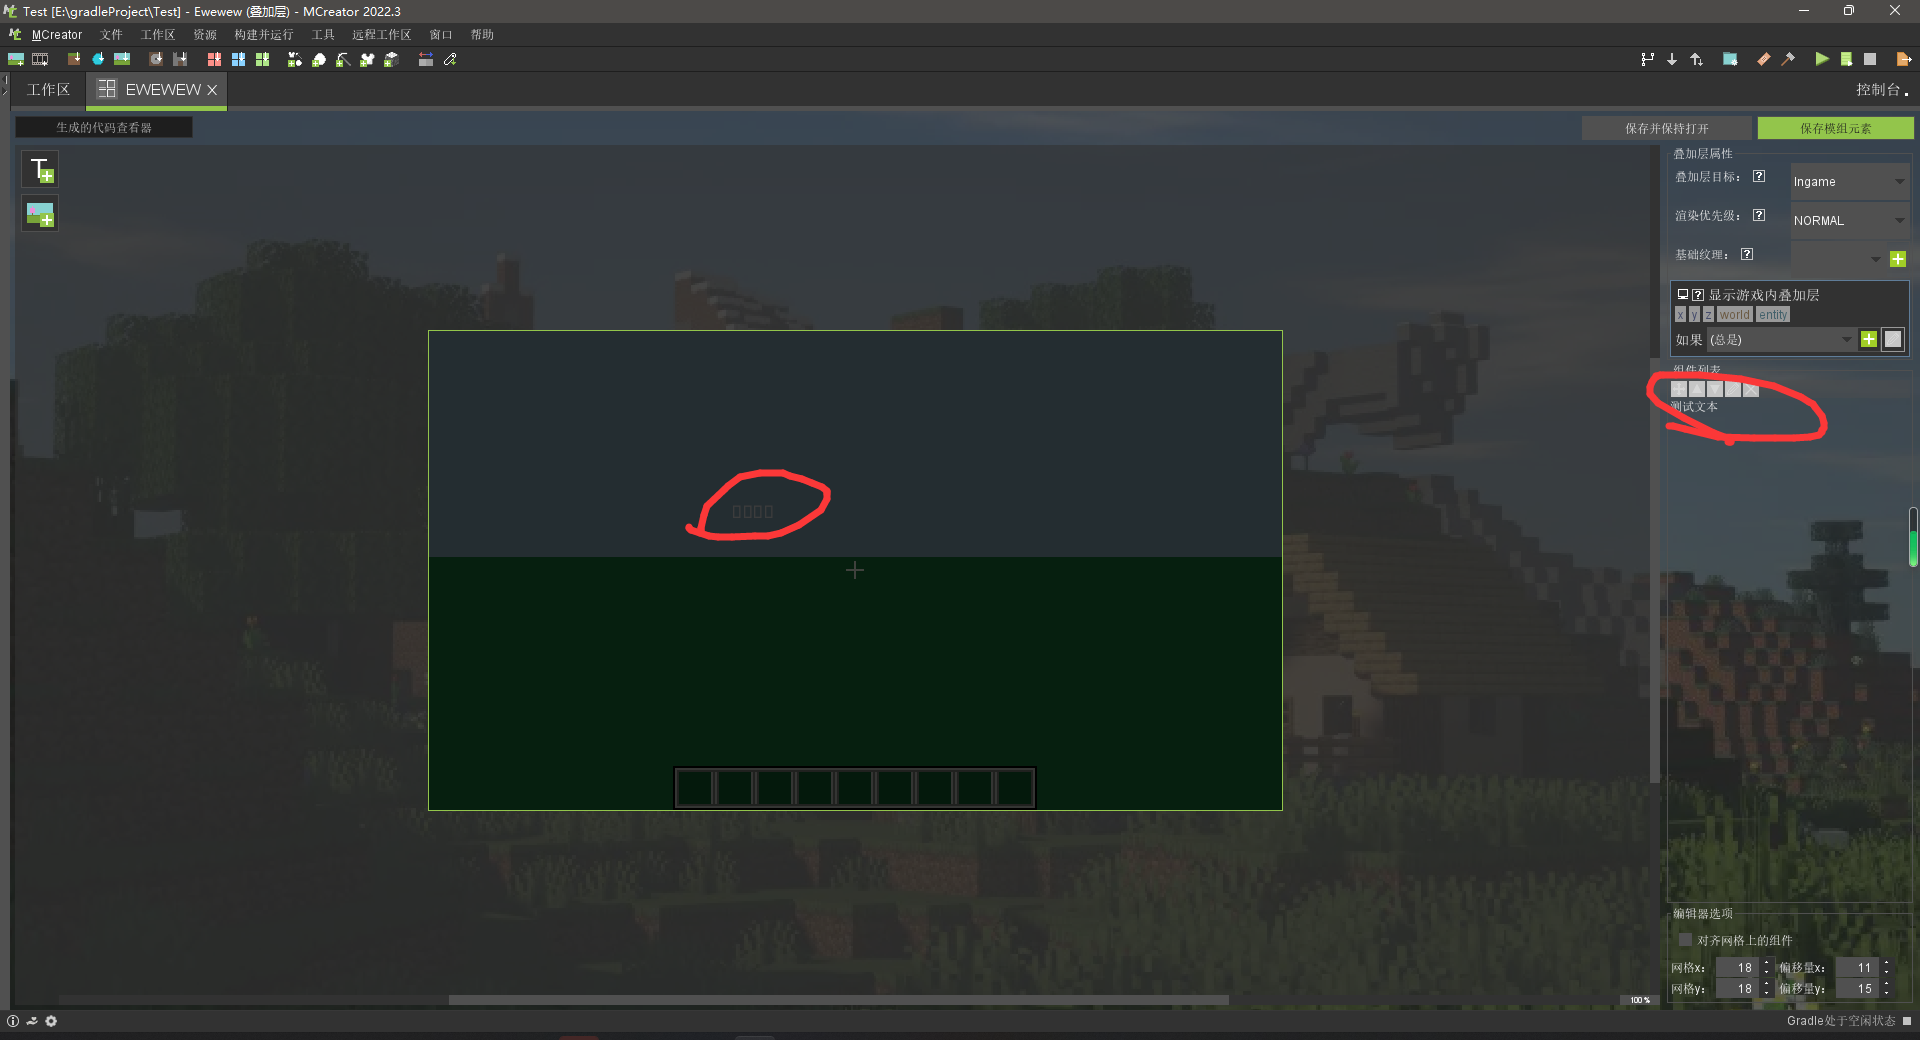 Test [E:\gradleProject\Test] - Ewewew (叠加层) - MCreator 2022.3
MCreator 文件 工作区 资源 构建并运行 工具 远程工作区 窗口 帮助
工作区 EWEWEW 控制台
生成的代码查看器 保存并保持打开 保存模组元素
叠加层属性
叠加层目标: ? Ingame
渲染优先级: ? NORMAL
基础纹理: ?
? 显示游戏内叠加层
x y z world entity
如果 (总是)
组件列表
测试文本
编辑器选项
对齐网格上的组件
网格x: 18 偏移量x: 11
网格y: 18 偏移量y: 15
100 %
Gradle处于空闲状态